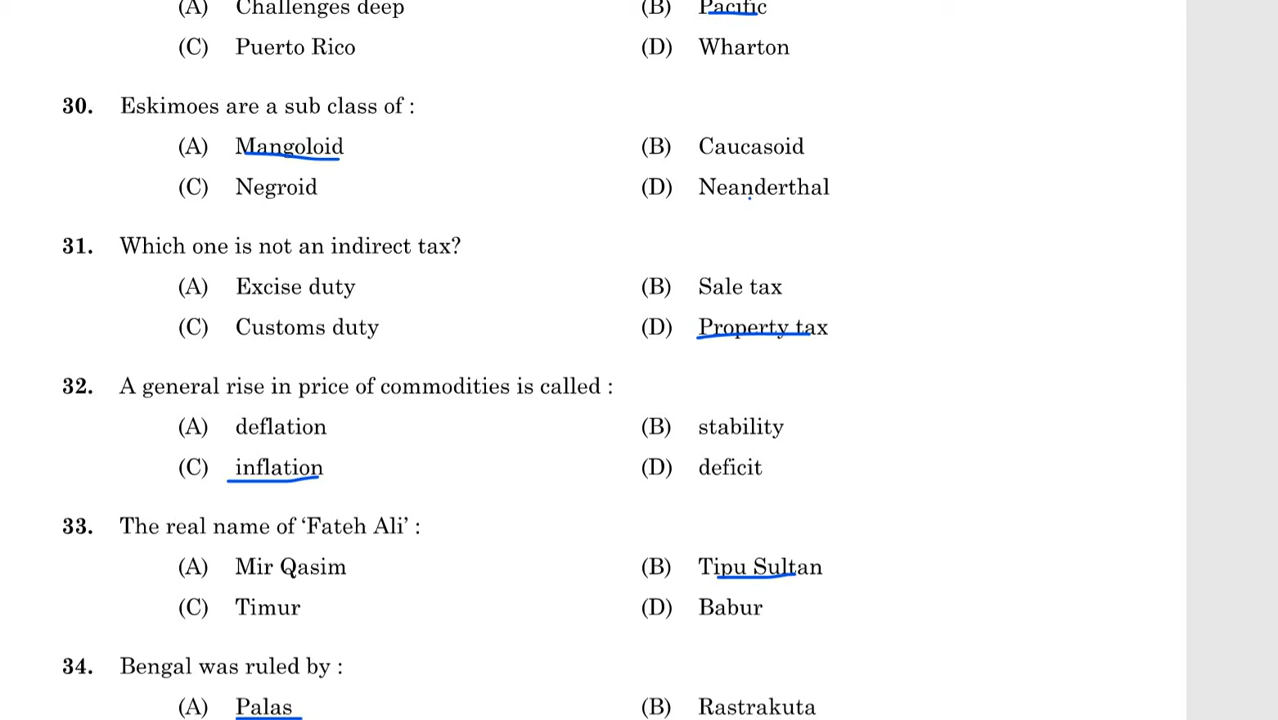 (A) Challenges deep (B) Pacific
(C) Puerto Rico (D) Wharton
30. Eskimoes are a sub class of :
(A) Mangoloid (B) Caucasoid
(C) Negroid (D) Neanderthal
31. Which one is not an indirect tax?
(A) Excise duty (B) Sale tax
(C) Customs duty (D) Property tax
32. A general rise in price of commodities is called :
(A) deflation (B) stability
(C) inflation (D) deficit
33. The real name of ‘Fateh Ali’ :
(A) Mir Qasim (B) Tipu Sultan
(C) Timur (D) Babur
34. Bengal was ruled by :
(A) Palas (B) Rastrakuta